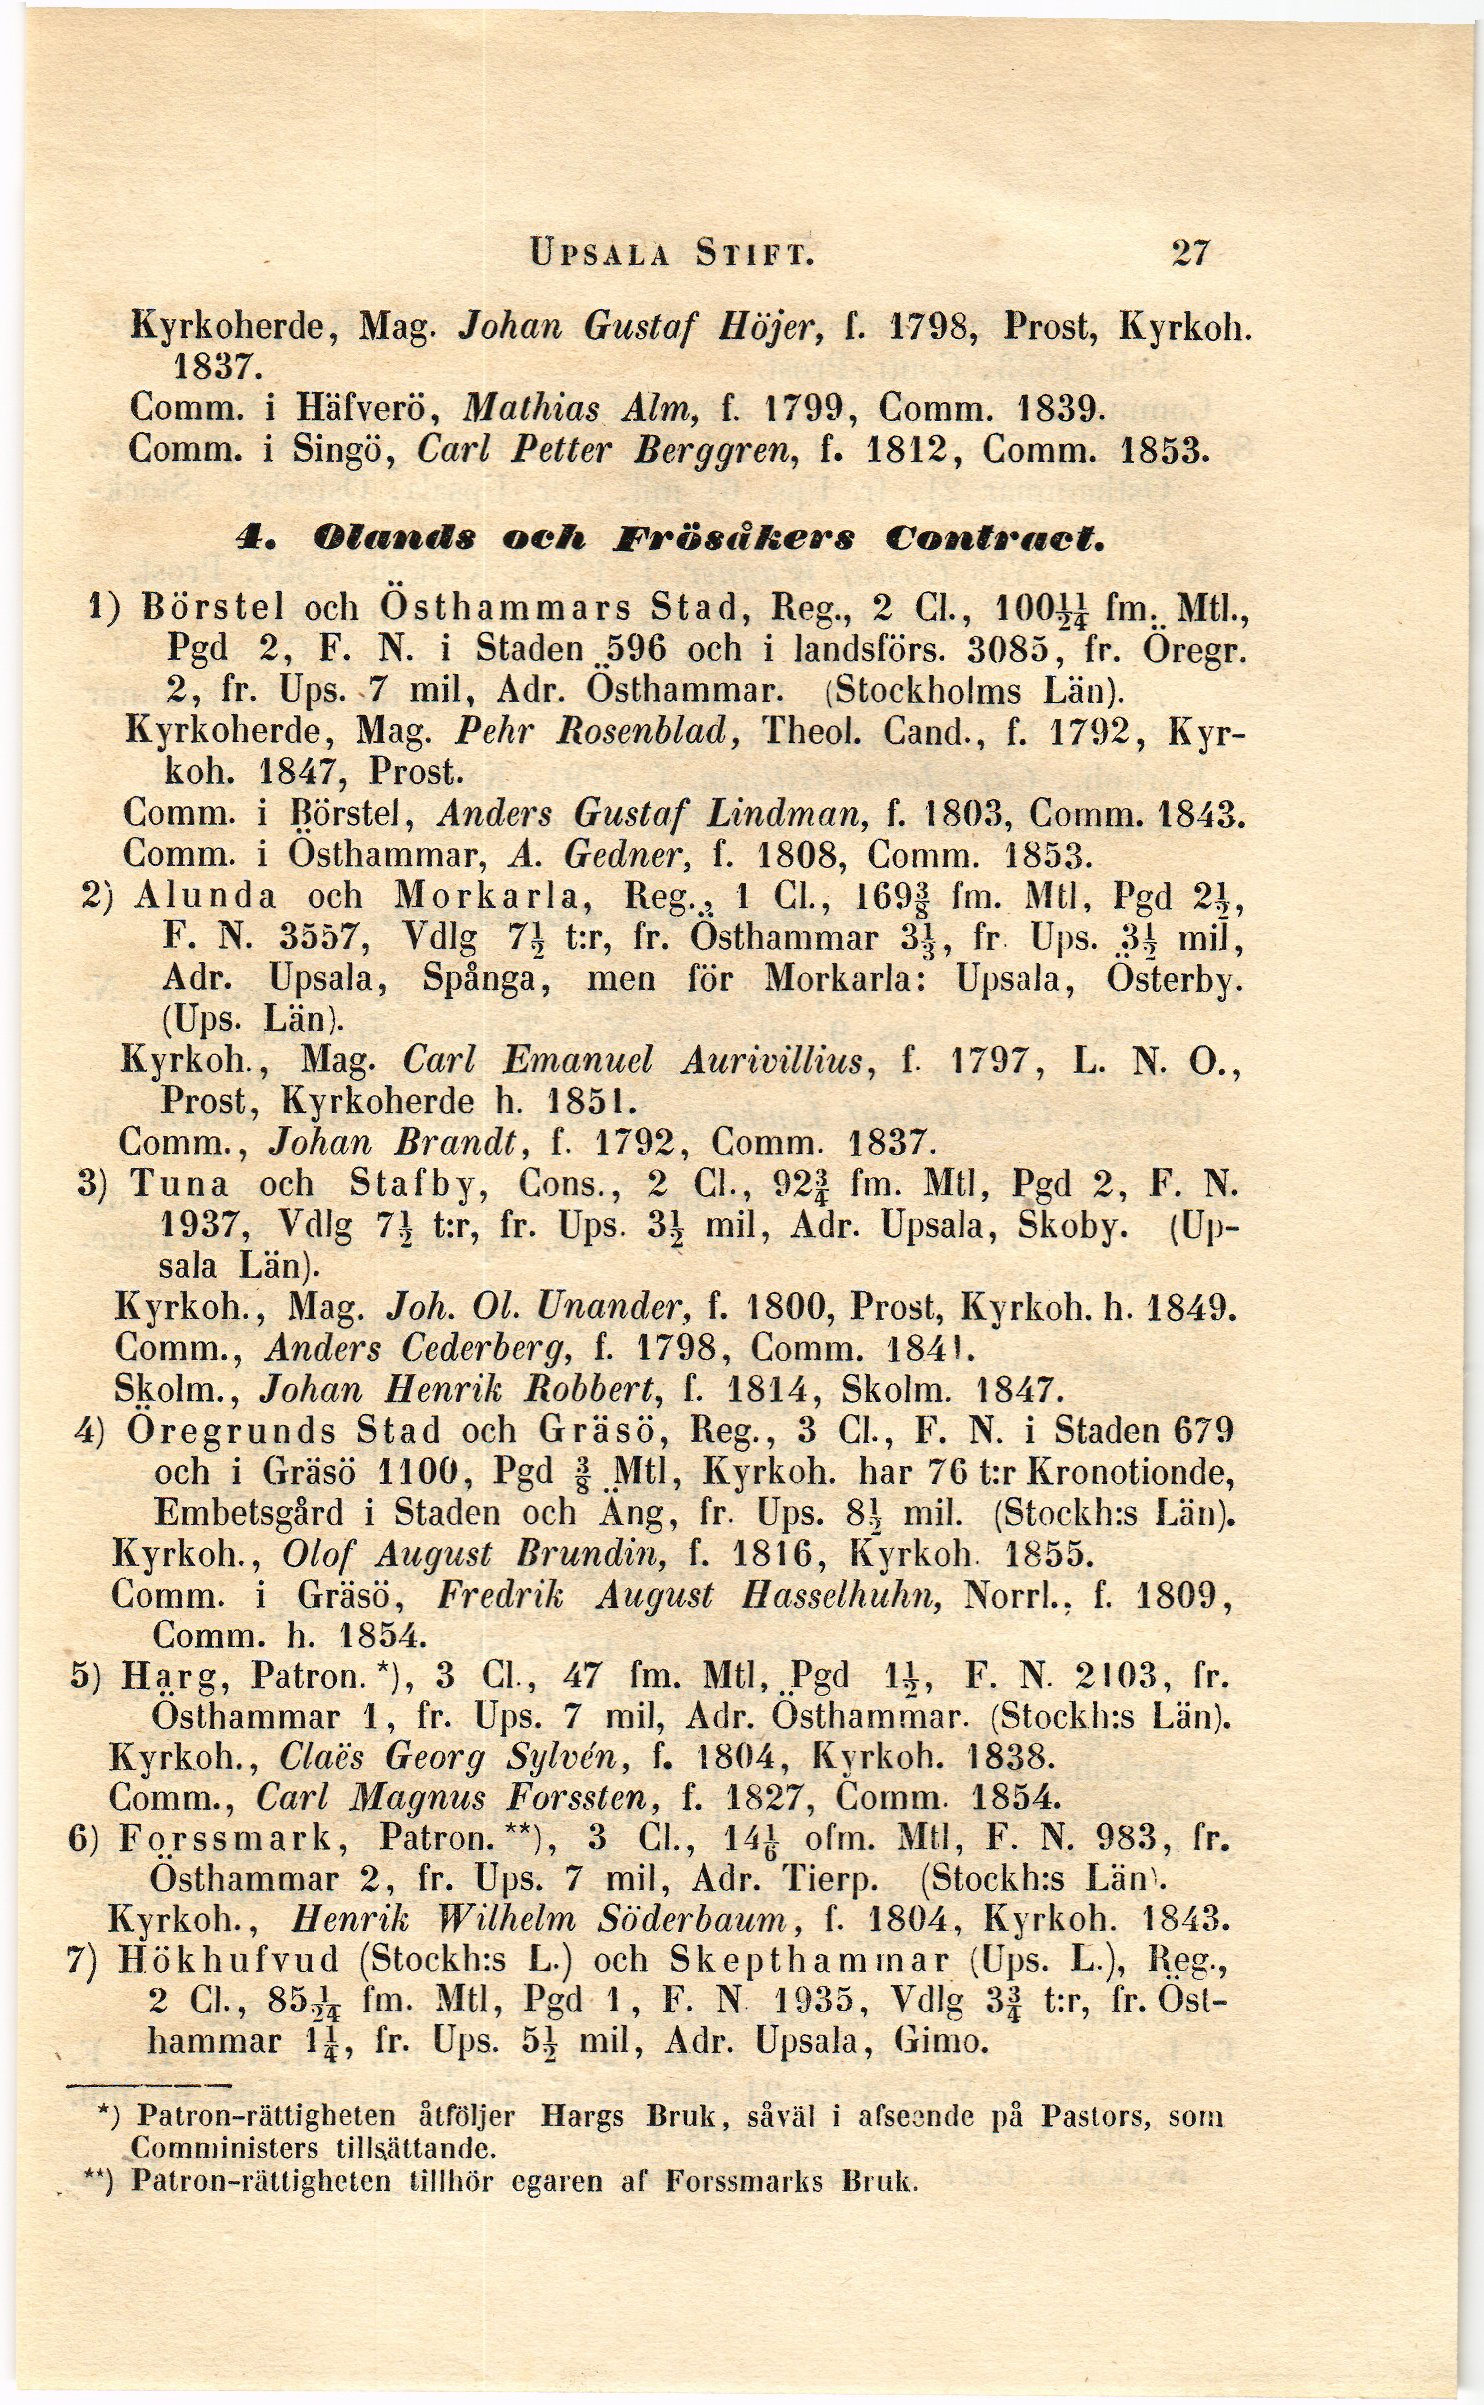 UPSALA STIFT. 27
Kyrkoherde, Mag. Johan Gustaf Höjer, f. 1798, Prost, Kyrkoh.
1837.
Comm. i Häfverö, Mathias Alm, f. 1799, Comm. 1839.
Comm. i Singö, Carl Petter Berggren, f. 1812, Comm. 1853.
4. Olands och Frösåkers Contract.
1) Börstel och Östhammars Stad, Reg., 2 Cl., 100 11/24 fm. Mtl.,
Pgd 2, F. N. i Staden 596 och i landsförs. 3085, fr. Öregr.
2, fr. Ups. 7 mil, Adr. Östhammar. (Stockholms Län).
Kyrkoherde, Mag. Pehr Rosenblad, Theol. Cand., f. 1792, Kyr-
koh. 1847, Prost.
Comm. i Börstel, Anders Gustaf Lindman, f. 1803, Comm. 1843.
Comm. i Östhammar, A. Gedner, f. 1808, Comm. 1853.
2) Alunda och Morkarla, Reg., 1 Cl., 169⅜ fm. Mtl, Pgd 2½,
F. N. 3557, Vdlg 7½ t:r, fr. Östhammar 3⅓, fr. Ups. 3½ mil,
Adr. Upsala, Spånga, men för Morkarla: Upsala, Österby.
(Ups. Län).
Kyrkoh., Mag. Carl Emanuel Aurivillius, f. 1797, L. N. O.,
Prost, Kyrkoherde h. 1851.
Comm., Johan Brandt, f. 1792, Comm. 1837.
3) Tuna och Stafby, Cons., 2 Cl., 92¾ fm. Mtl, Pgd 2, F. N.
1937, Vdlg 7½ t:r, fr. Ups. 3½ mil, Adr. Upsala, Skoby. (Up-
sala Län).
Kyrkoh., Mag. Joh. Ol. Unander, f. 1800, Prost, Kyrkoh. h. 1849.
Comm., Anders Cederberg, f. 1798, Comm. 1841.
Skolm., Johan Henrik Robbert, f. 1814, Skolm. 1847.
4) Öregrunds Stad och Gräsö, Reg., 3 Cl., F. N. i Staden 679
och i Gräsö 1100, Pgd ⅜ Mtl, Kyrkoh. har 76 t:r Kronotionde,
Embetsgård i Staden och Äng, fr. Ups. 8½ mil. (Stockh:s Län).
Kyrkoh., Olof August Brundin, f. 1816, Kyrkoh. 1855.
Comm. i Gräsö, Fredrik August Hasselhuhn, Norrl., f. 1809,
Comm. h. 1854.
5) Harg, Patron.*), 3 Cl., 47 fm. Mtl, Pgd 1½, F. N. 2103, fr.
Östhammar 1, fr. Ups. 7 mil, Adr. Östhammar. (Stockh:s Län).
Kyrkoh., Claës Georg Sylvén, f. 1804, Kyrkoh. 1838.
Comm., Carl Magnus Forssten, f. 1827, Comm. 1854.
6) Forssmark, Patron.**), 3 Cl., 14⅙ ofm. Mtl, F. N. 983, fr.
Östhammar 2, fr. Ups. 7 mil, Adr. Tierp. (Stockh:s Län).
Kyrkoh., Henrik Wilhelm Söderbaum, f. 1804, Kyrkoh. 1843.
7) Hökhufvud (Stockh:s L.) och Skepthammar (Ups. L.), Reg.,
2 Cl., 85 1/24 fm. Mtl, Pgd 1, F. N. 1935, Vdlg 3¾ t:r, fr. Öst-
hammar 1¼, fr. Ups. 5½ mil, Adr. Upsala, Gimo.
*) Patron-rättigheten åtföljer Hargs Bruk, såväl i afseende på Pastors, som
Comministers tillsättande.
**) Patron-rättigheten tillhör egaren af Forssmarks Bruk.